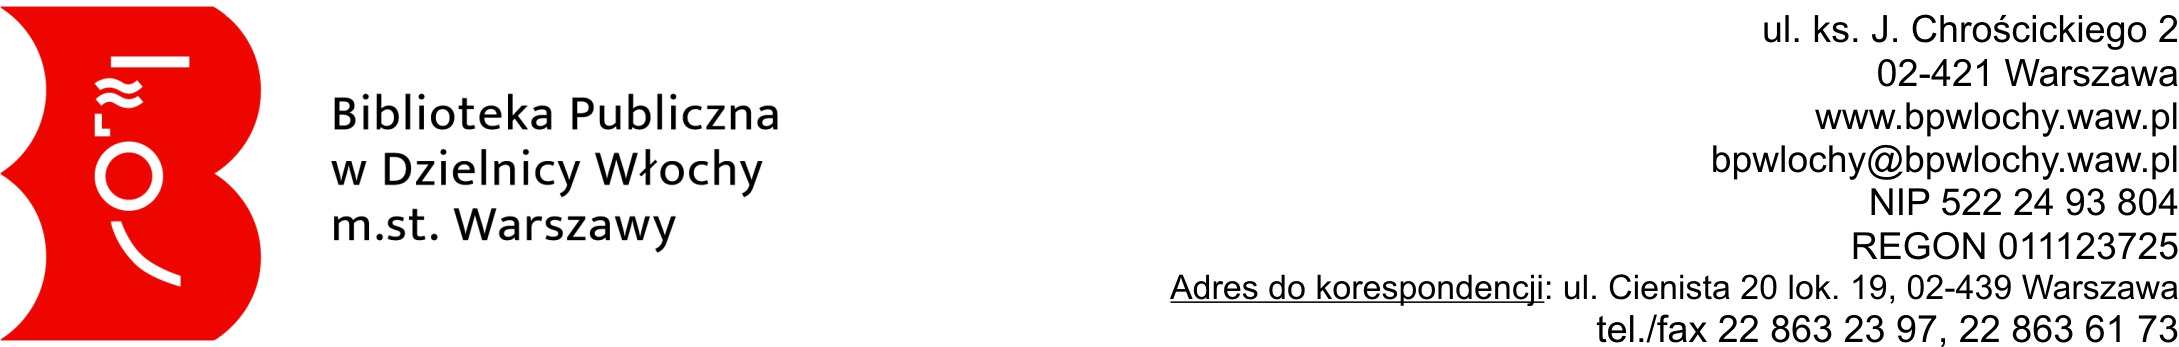 Biblioteka Publiczna
w Dzielnicy Włochy
m.st. Warszawy
ul. ks. J. Chrościckiego 2
02-421 Warszawa
www.bpwlochy.waw.pl
bpwlochy@bpwlochy.waw.pl
NIP 522 24 93 804
REGON 011123725
Adres do korespondencji: ul. Cienista 20 lok. 19, 02-439 Warszawa
tel./fax 22 863 23 97, 22 863 61 73